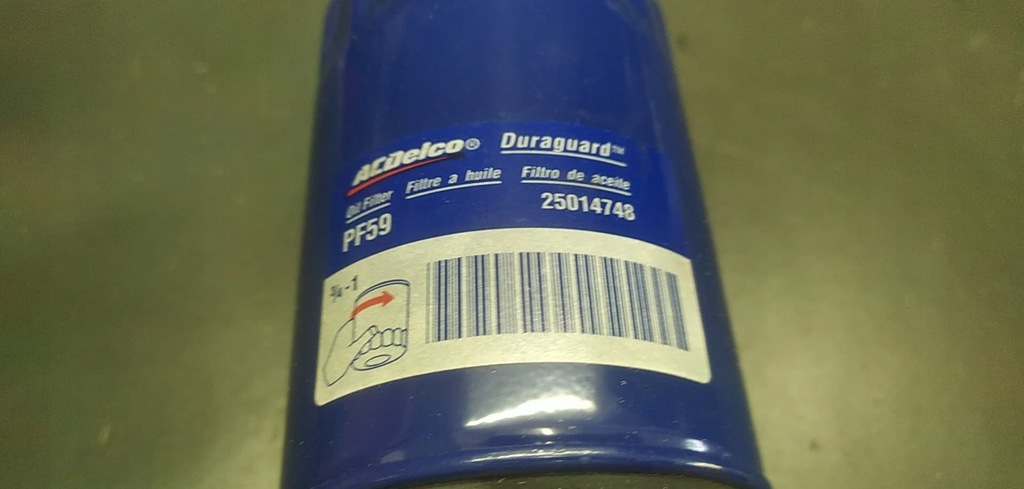 ACDelco® Duraguard™
Oil Filter Filtre a huile Filtro de aceite
PF59 25014748
¾ - 1